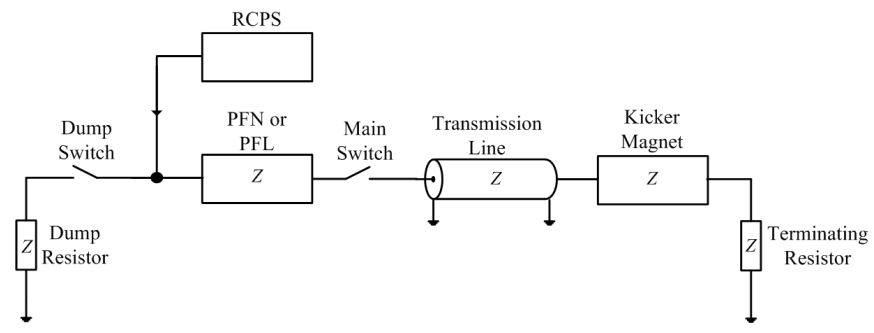 RCPS
Dump
Switch
PFN or
PFL
Z
Main
Switch
Transmission
Line
Z
Kicker
Magnet
Z
Z
Dump
Resistor
Z
Terminating
Resistor